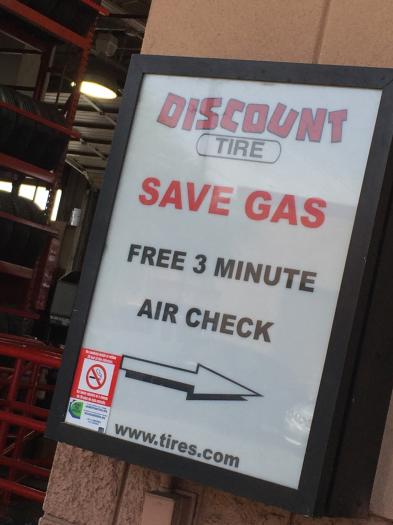 DISCOUNT
TIRE
SAVE GAS
FREE 3 MINUTE
AIR CHECK
www.tires.com